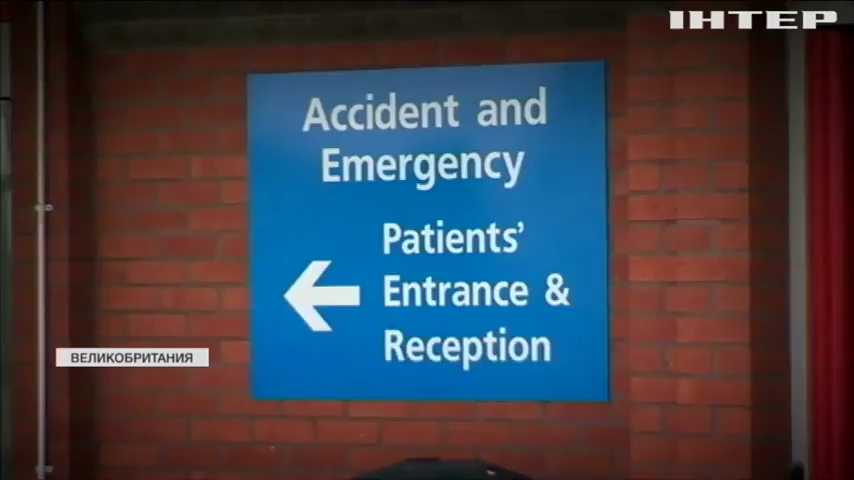 ІНТЕР
Accident and
Emergency
Patients'
Entrance &
Reception
ВЕЛИКОБРИТАНИЯ